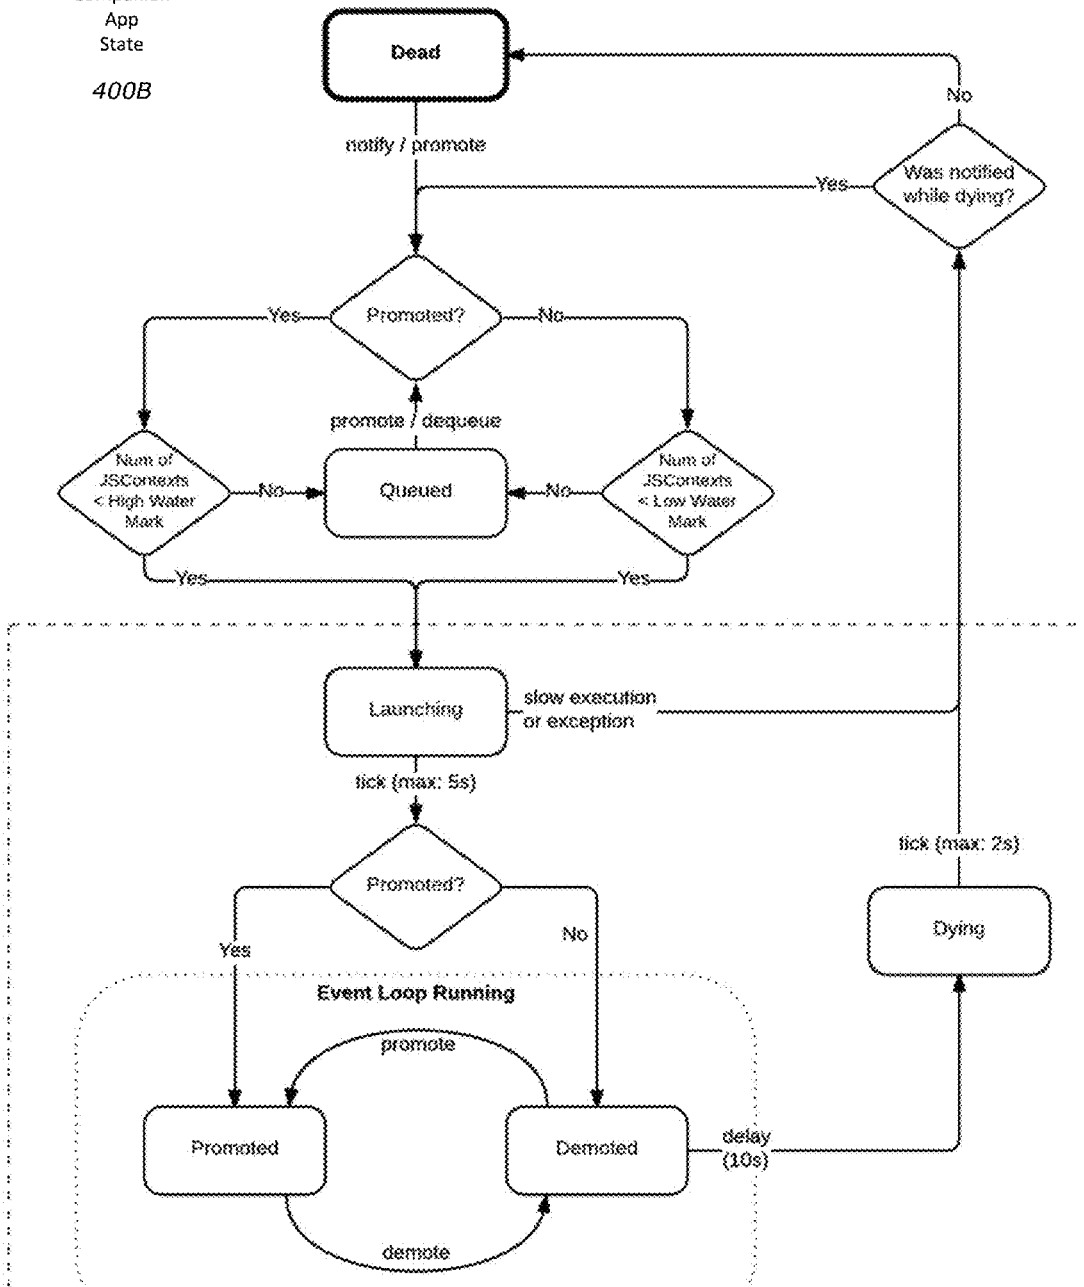 App
State
400B
Dead
No
notify / promote
Was notified
while dying?
Yes
Promoted?
Yes
No
promote / dequeue
Num of
JSContexts
< High Water
Mark
No
Queued
No
Num of
JSContexts
< Low Water
Mark
Yes
Yes
Launching
slow execution
or exception
tick (max: 5s)
Promoted?
tick (max: 2s)
Yes
No
Dying
Event Loop Running
promote
Promoted
Demoted
delay
(10s)
demote